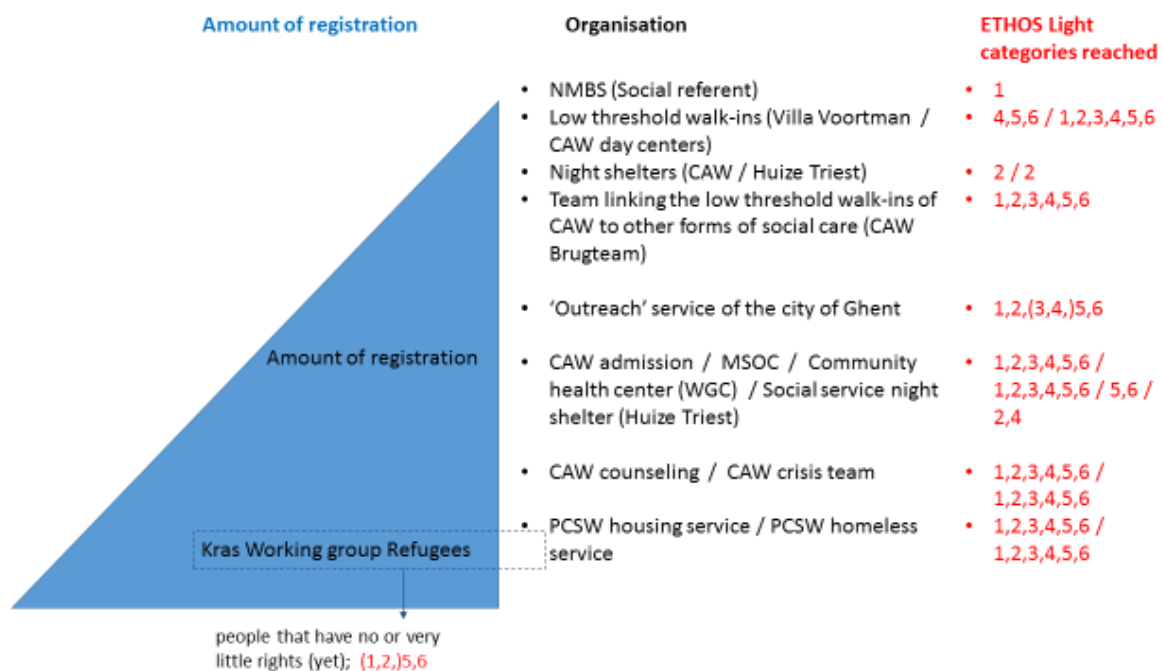 Amount of registration
Organisation
ETHOS Light
categories reached
• NMBS (Social referent)
• 1
• Low threshold walk-ins (Villa Voortman /
CAW day centers)
• 4,5,6 / 1,2,3,4,5,6
• Night shelters (CAW / Huize Triest)
• 2 / 2
• Team linking the low threshold walk-ins of
CAW to other forms of social care (CAW
Brugteam)
• 1,2,3,4,5,6
• ‘Outreach’ service of the city of Ghent
• 1,2,(3,4,)5,6
Amount of registration
• CAW admission / MSOC / Community
health center (WGC) / Social service night
shelter (Huize Triest)
• 1,2,3,4,5,6 /
1,2,3,4,5,6 / 5,6 /
2,4
• CAW counseling / CAW crisis team
• 1,2,3,4,5,6 /
1,2,3,4,5,6
• PCSW housing service / PCSW homeless
service
• 1,2,3,4,5,6 /
1,2,3,4,5,6
Kras Working group Refugees
people that have no or very
little rights (yet); (1,2,)5,6